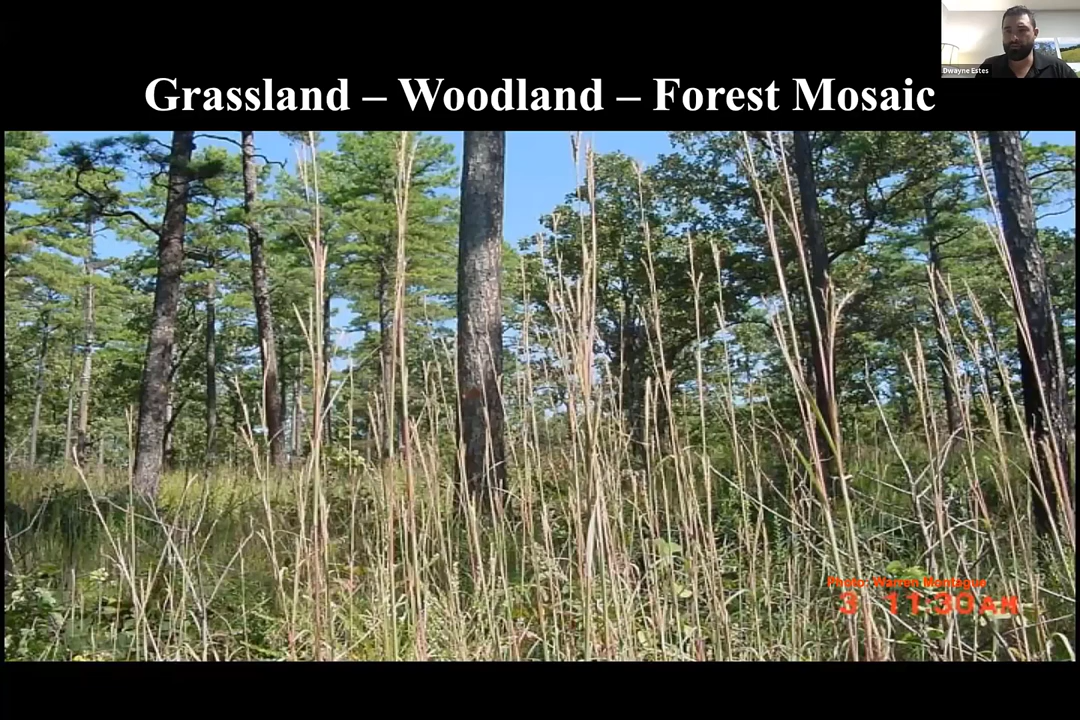 Dwayne Estes
Grassland – Woodland – Forest Mosaic
Photo: Warren Montague
3 11:30AM